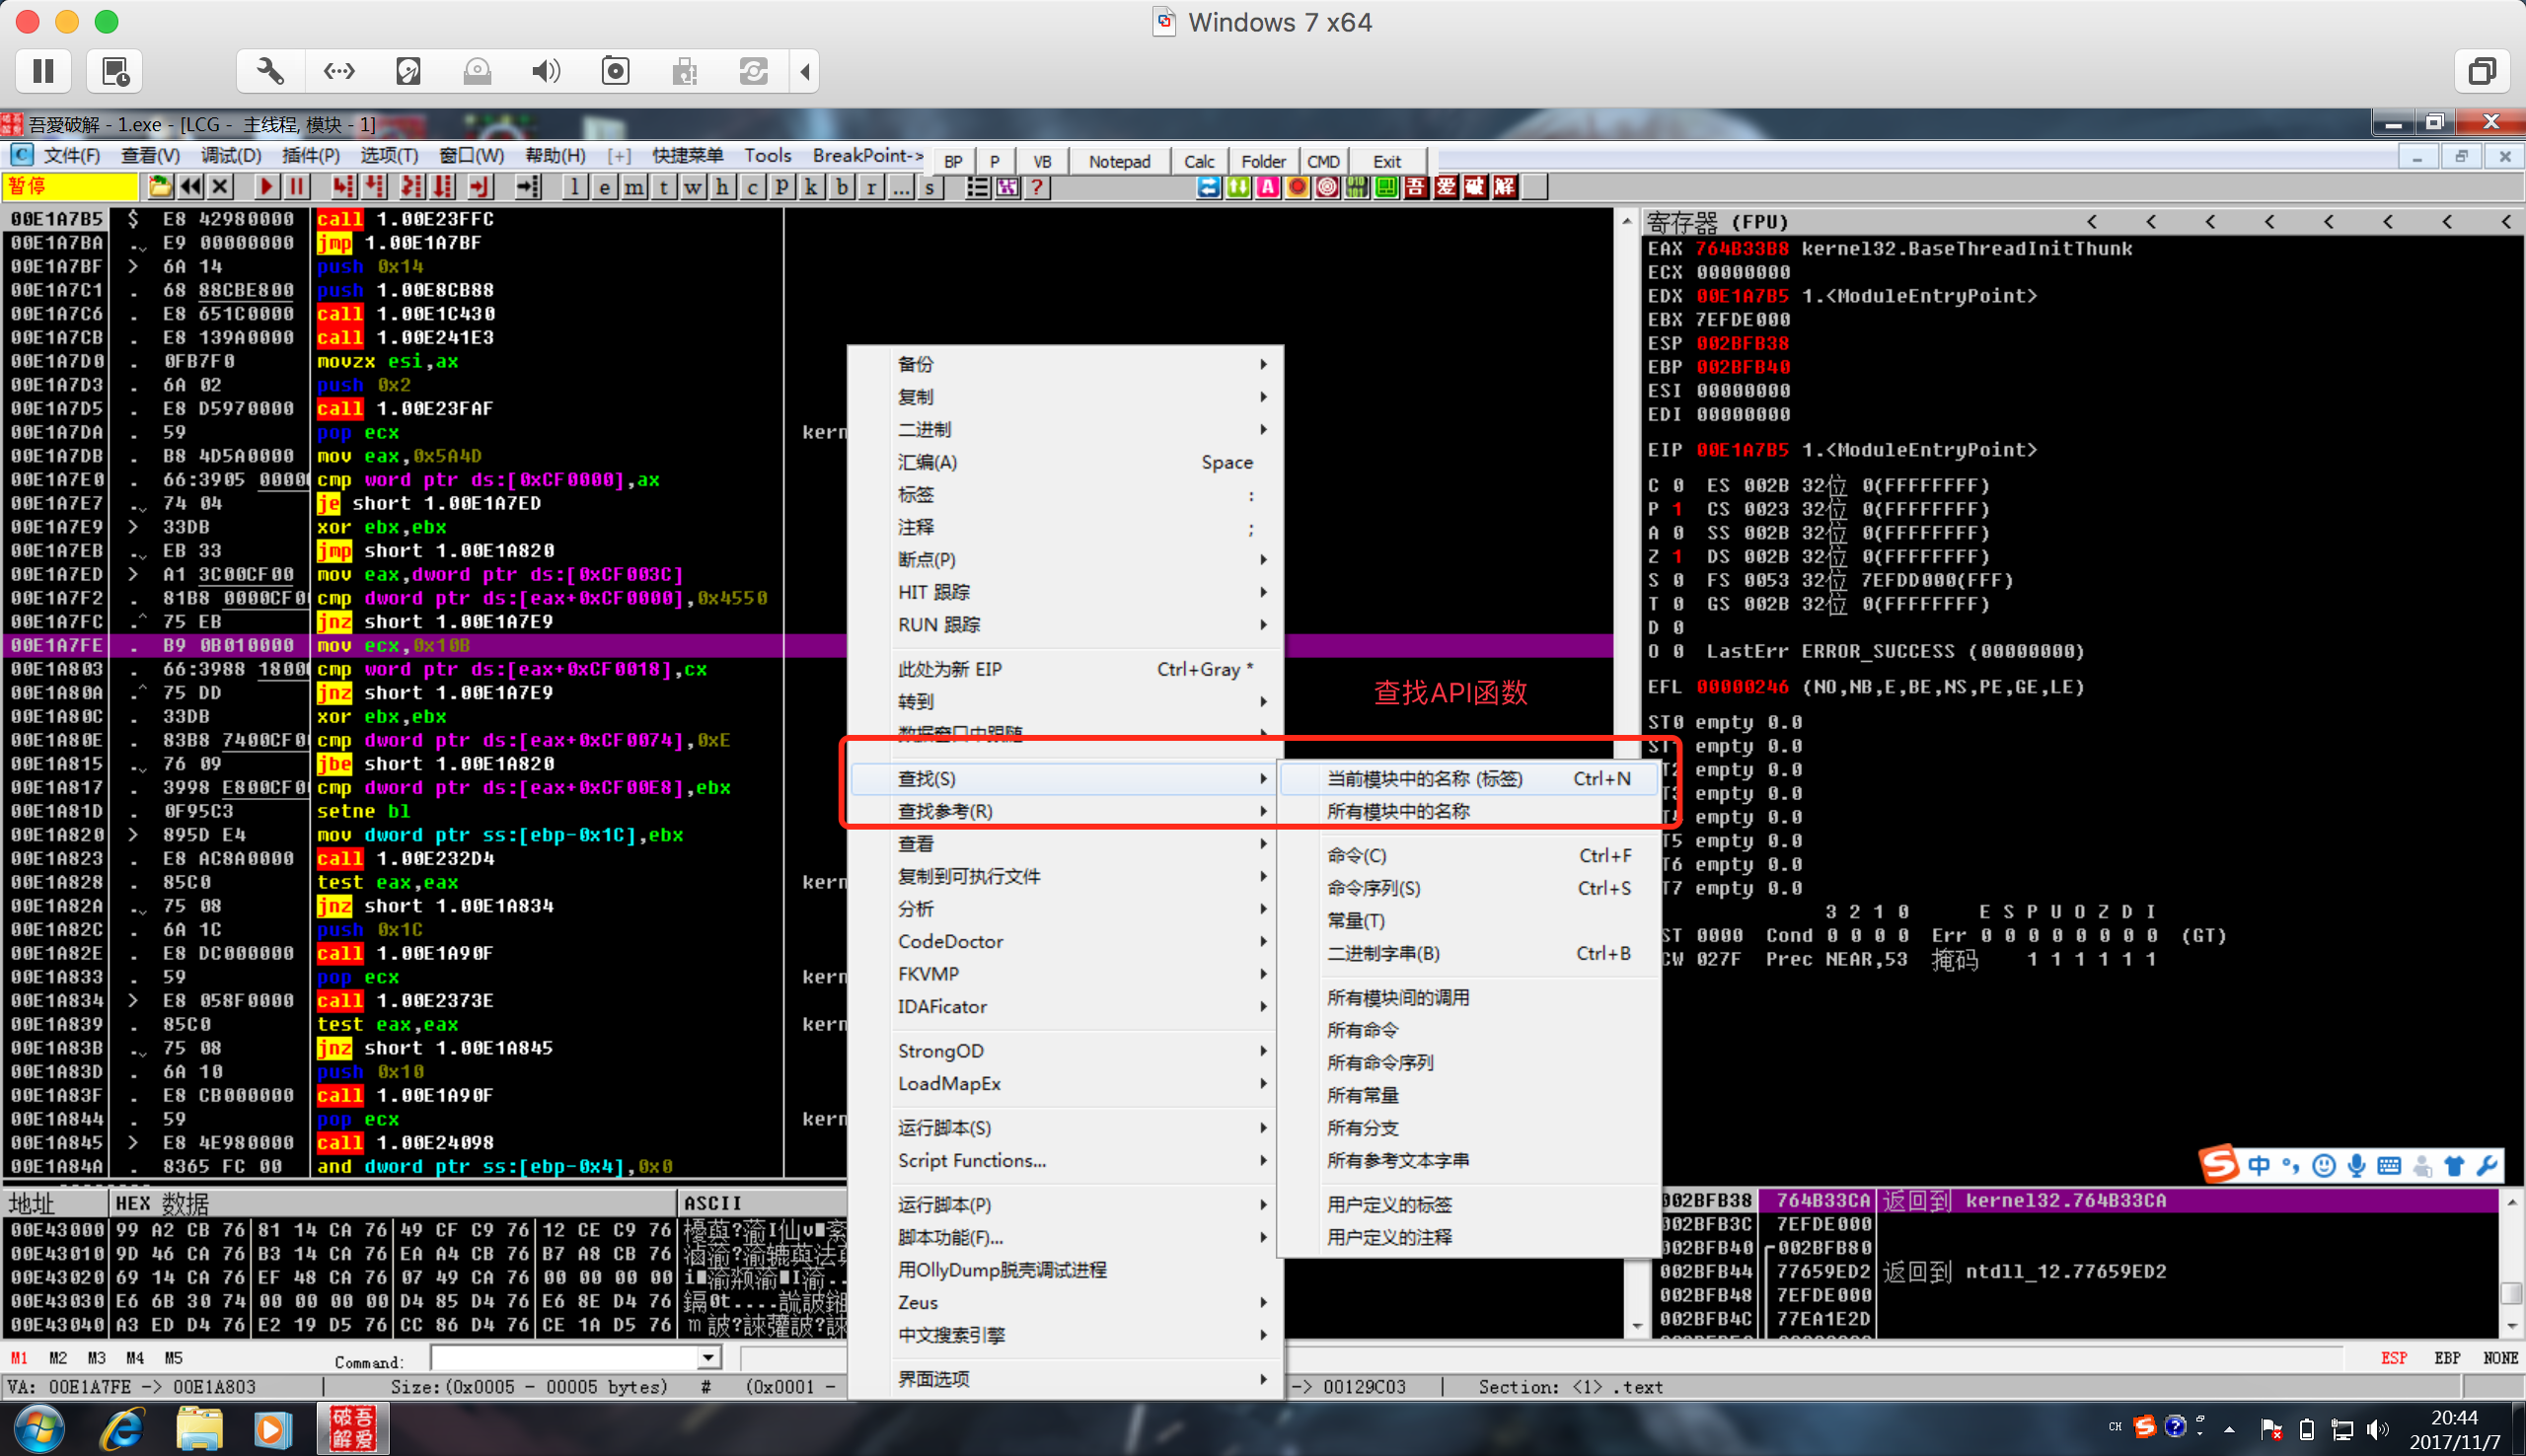 Windows 7 x64
吾愛破解 - 1.exe - [LCG - 主线程, 模块 - 1]
文件(F) 查看(V) 调试(D) 插件(P) 选项(T) 窗口(W) 帮助(H) [+] 快捷菜单 Tools BreakPoint-> BP P VB Notepad Calc Folder CMD Exit
暂停 l e m t w h c p k b r ... s ? 吾 爱 破 解
00E1A7B5 $ E8 42980000 call 1.00E23FFC
00E1A7BA . E9 00000000 jmp 1.00E1A7BF
00E1A7BF > 6A 14 push 0x14
00E1A7C1 . 68 88CBE800 push 1.00E8CB88
00E1A7C6 . E8 651C0000 call 1.00E1C430
00E1A7CB . E8 139A0000 call 1.00E241E3
00E1A7D0 . 0FB7F0 movzx esi,ax
00E1A7D3 . 6A 02 push 0x2
00E1A7D5 . E8 D5970000 call 1.00E23FAF
00E1A7DA . 59 pop ecx kern
00E1A7DB . B8 4D5A0000 mov eax,0x5A4D
00E1A7E0 . 66:3905 0000 cmp word ptr ds:[0xCF0000],ax
00E1A7E7 . 74 04 je short 1.00E1A7ED
00E1A7E9 > 33DB xor ebx,ebx
00E1A7EB . EB 33 jmp short 1.00E1A820
00E1A7ED > A1 3C00CF00 mov eax,dword ptr ds:[0xCF003C]
00E1A7F2 . 81B8 0000CF0 cmp dword ptr ds:[eax+0xCF0000],0x4550
00E1A7FC . 75 EB jnz short 1.00E1A7E9
00E1A7FE . B9 0B010000 mov ecx,0x10B
00E1A803 . 66:3988 1800 cmp word ptr ds:[eax+0xCF0018],cx
00E1A80A . 75 DD jnz short 1.00E1A7E9
00E1A80C . 33DB xor ebx,ebx
00E1A80E . 83B8 7400CF0 cmp dword ptr ds:[eax+0xCF0074],0xE
00E1A815 . 76 09 jbe short 1.00E1A820
00E1A817 . 3998 E800CF0 cmp dword ptr ds:[eax+0xCF00E8],ebx
00E1A81D . 0F95C3 setne bl
00E1A820 > 895D E4 mov dword ptr ss:[ebp-0x1C],ebx
00E1A823 . E8 AC8A0000 call 1.00E232D4
00E1A828 . 85C0 test eax,eax kern
00E1A82A . 75 08 jnz short 1.00E1A834
00E1A82C . 6A 1C push 0x1C
00E1A82E . E8 DC000000 call 1.00E1A90F
00E1A833 . 59 pop ecx kern
00E1A834 > E8 058F0000 call 1.00E2373E
00E1A839 . 85C0 test eax,eax kern
00E1A83B . 75 08 jnz short 1.00E1A845
00E1A83D . 6A 10 push 0x10
00E1A83F . E8 CB000000 call 1.00E1A90F
00E1A844 . 59 pop ecx kern
00E1A845 > E8 4E980000 call 1.00E24098
00E1A84A . 8365 FC 00 and dword ptr ss:[ebp-0x4],0x0
备份
复制
二进制
汇编(A) Space
标签 :
注释 ;
断点(P)
HIT 跟踪
RUN 跟踪
此处为新 EIP Ctrl+Gray *
转到
数据窗口中跟随
查找(S)
查找参考(R)
查看
复制到可执行文件
分析
CodeDoctor
FKVMP
IDAFicator
StrongOD
LoadMapEx
运行脚本(S)
Script Functions...
运行脚本(P)
脚本功能(F)...
用OllyDump脱壳调试进程
Zeus
中文搜索引擎
界面选项
查找API函数
当前模块中的名称 (标签) Ctrl+N
所有模块中的名称
命令(C) Ctrl+F
命令序列(S) Ctrl+S
常量(T)
二进制字串(B) Ctrl+B
所有模块间的调用
所有命令
所有命令序列
所有常量
所有分支
所有参考文本字串
用户定义的标签
用户定义的注释
寄存器 (FPU) < < < < < < < <
EAX 764B33B8 kernel32.BaseThreadInitThunk
ECX 00000000
EDX 00E1A7B5 1.<ModuleEntryPoint>
EBX 7EFDE000
ESP 002BFB38
EBP 002BFB40
ESI 00000000
EDI 00000000
EIP 00E1A7B5 1.<ModuleEntryPoint>
C 0 ES 002B 32位 0(FFFFFFFF)
P 1 CS 0023 32位 0(FFFFFFFF)
A 0 SS 002B 32位 0(FFFFFFFF)
Z 1 DS 002B 32位 0(FFFFFFFF)
S 0 FS 0053 32位 7EFDD000(FFF)
T 0 GS 002B 32位 0(FFFFFFFF)
D 0
O 0 LastErr ERROR_SUCCESS (00000000)
EFL 00000246 (NO,NB,E,BE,NS,PE,GE,LE)
ST0 empty 0.0
ST1 empty 0.0
T2 empty 0.0
T3 empty 0.0
T4 empty 0.0
T5 empty 0.0
T6 empty 0.0
T7 empty 0.0
3 2 1 0 E S P U O Z D I
ST 0000 Cond 0 0 0 0 Err 0 0 0 0 0 0 0 0 (GT)
CW 027F Prec NEAR,53 掩码 1 1 1 1 1 1
中
地址 HEX 数据 ASCII
00E43000 99 A2 CB 76 81 14 CA 76 49 CF C9 76 12 CE C9 76
00E43010 9D 46 CA 76 B3 14 CA 76 EA A4 CB 76 B7 A8 CB 76
00E43020 69 14 CA 76 EF 48 CA 76 07 49 CA 76 00 00 00 00
00E43030 E6 6B 30 74 00 00 00 00 D4 85 D4 76 E6 8E D4 76
00E43040 A3 ED D4 76 E2 19 D5 76 CC 86 D4 76 CE 1A D5 76
002BFB38 764B33CA 返回到 kernel32.764B33CA
002BFB3C 7EFDE000
002BFB40 002BFB80
002BFB44 77659ED2 返回到 ntdll_12.77659ED2
002BFB48 7EFDE000
002BFB4C 77EA1E2D
M1 M2 M3 M4 M5 Command: ESP EBP NONE
VA: 00E1A7FE -> 00E1A803 | Size:(0x0005 - 00005 bytes) # (0x0001 - -> 00129C03 | Section: <1> .text
吾爱破解
CH 20:44
2017/11/7